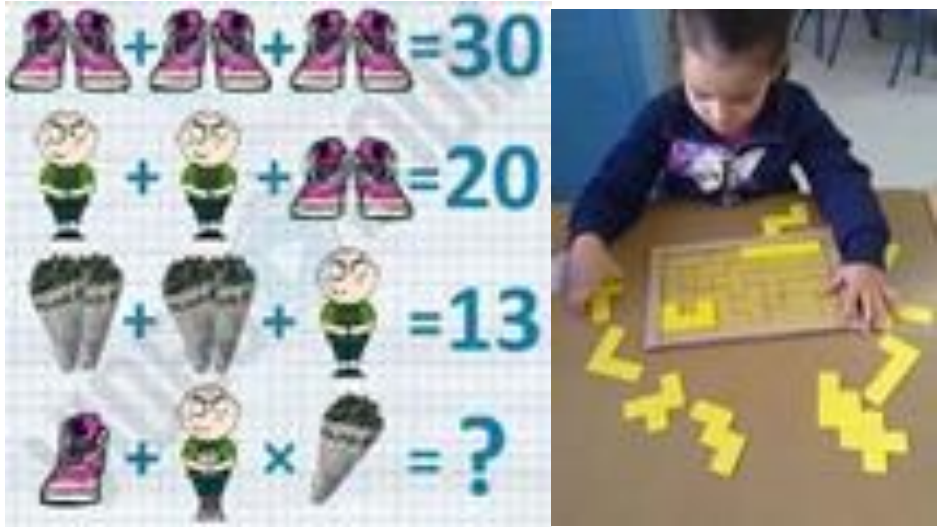 + + =30
+ + =20
+ + =13
+ × =?